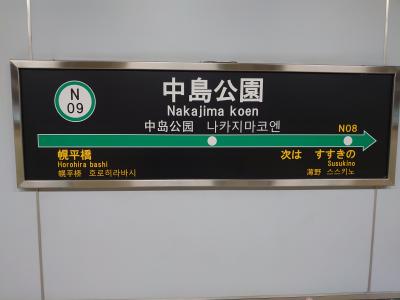 N
09
中島公園
Nakajima koen
中岛公园 나카지마코엔
N08
幌平橋
Horohira bashi
幌平桥 호로히라바시
次は すすきの
Susukino
薄野 스스키노